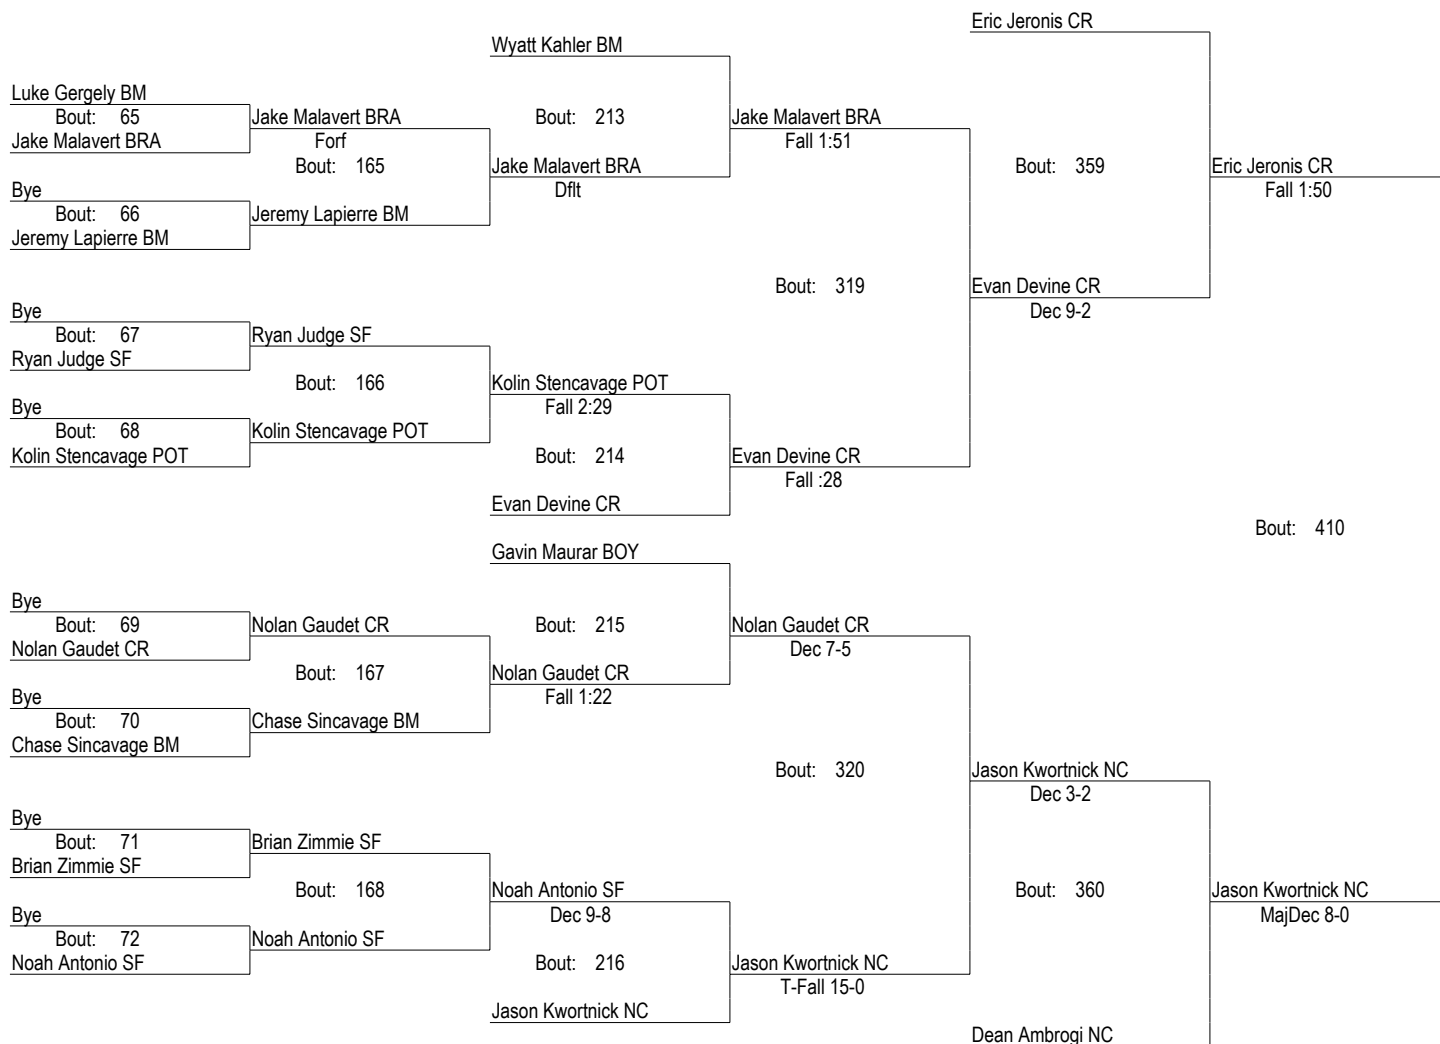 Eric Jeronis CR
Wyatt Kahler BM
Luke Gergely BM
Bout: 65
Jake Malavert BRA
Jake Malavert BRA
Forf
Bout: 213
Jake Malavert BRA
Fall 1:51
Bout: 165
Jake Malavert BRA
Dflt
Bout: 359
Eric Jeronis CR
Fall 1:50
Bye
Bout: 66
Jeremy Lapierre BM
Jeremy Lapierre BM
Bout: 319
Evan Devine CR
Dec 9-2
Bye
Bout: 67
Ryan Judge SF
Ryan Judge SF
Bout: 166
Kolin Stencavage POT
Fall 2:29
Bye
Bout: 68
Kolin Stencavage POT
Kolin Stencavage POT
Bout: 214
Evan Devine CR
Fall :28
Evan Devine CR
Bout: 410
Gavin Maurar BOY
Bye
Bout: 69
Nolan Gaudet CR
Nolan Gaudet CR
Bout: 215
Nolan Gaudet CR
Dec 7-5
Bout: 167
Nolan Gaudet CR
Fall 1:22
Bye
Bout: 70
Chase Sincavage BM
Chase Sincavage BM
Bout: 320
Jason Kwortnick NC
Dec 3-2
Bye
Bout: 71
Brian Zimmie SF
Brian Zimmie SF
Bout: 168
Noah Antonio SF
Dec 9-8
Bout: 360
Jason Kwortnick NC
MajDec 8-0
Bye
Bout: 72
Noah Antonio SF
Noah Antonio SF
Bout: 216
Jason Kwortnick NC
T-Fall 15-0
Jason Kwortnick NC
Dean Ambrogi NC